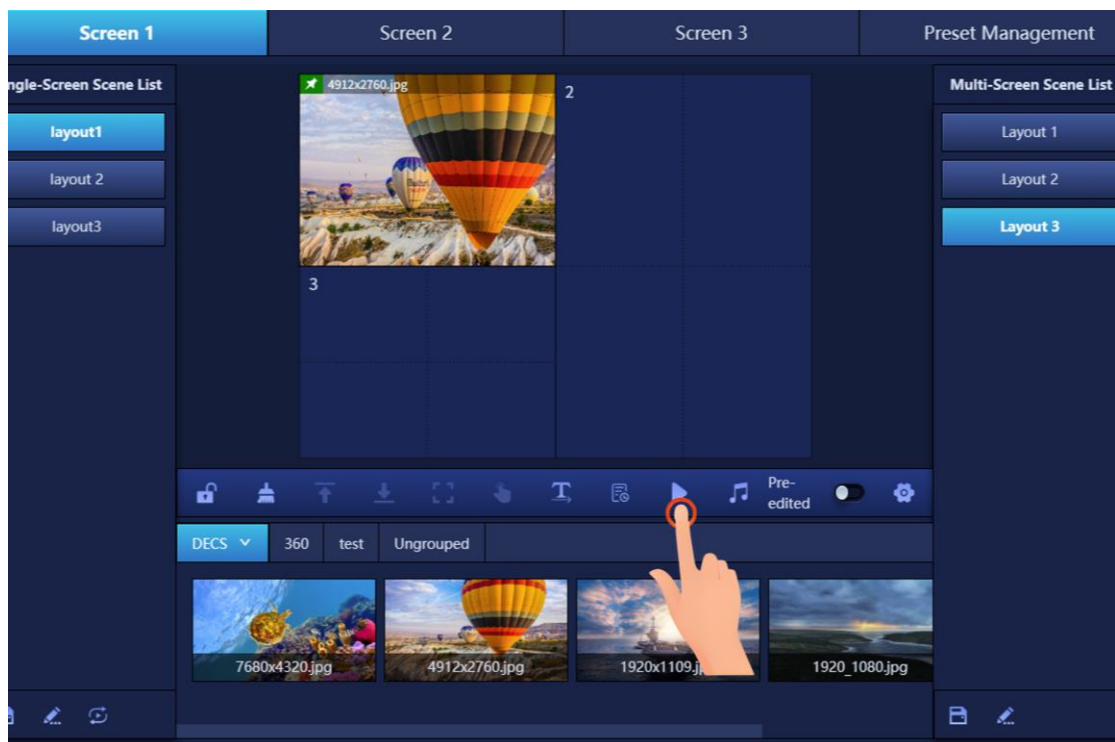 Screen 1
Screen 2
Screen 3
Preset Management
ngle-Screen Scene List
layout1
layout 2
layout3
4912x2760.jpg
2
3
Multi-Screen Scene List
Layout 1
Layout 2
Layout 3
Pre-
edited
DECS
360
test
Ungrouped
7680x4320.jpg
4912x2760.jpg
1920x1109.j
1920_1080.jpg